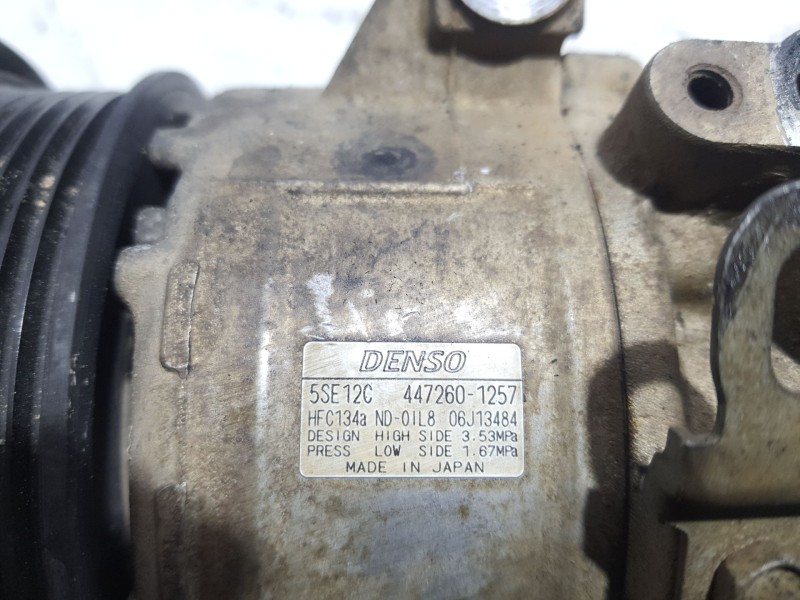 DENSO
5SE12C 447260-1257
HFC134a ND-OIL8 06J13484
DESIGN HIGH SIDE 3.53MPa
PRESS LOW SIDE 1.67MPa
MADE IN JAPAN